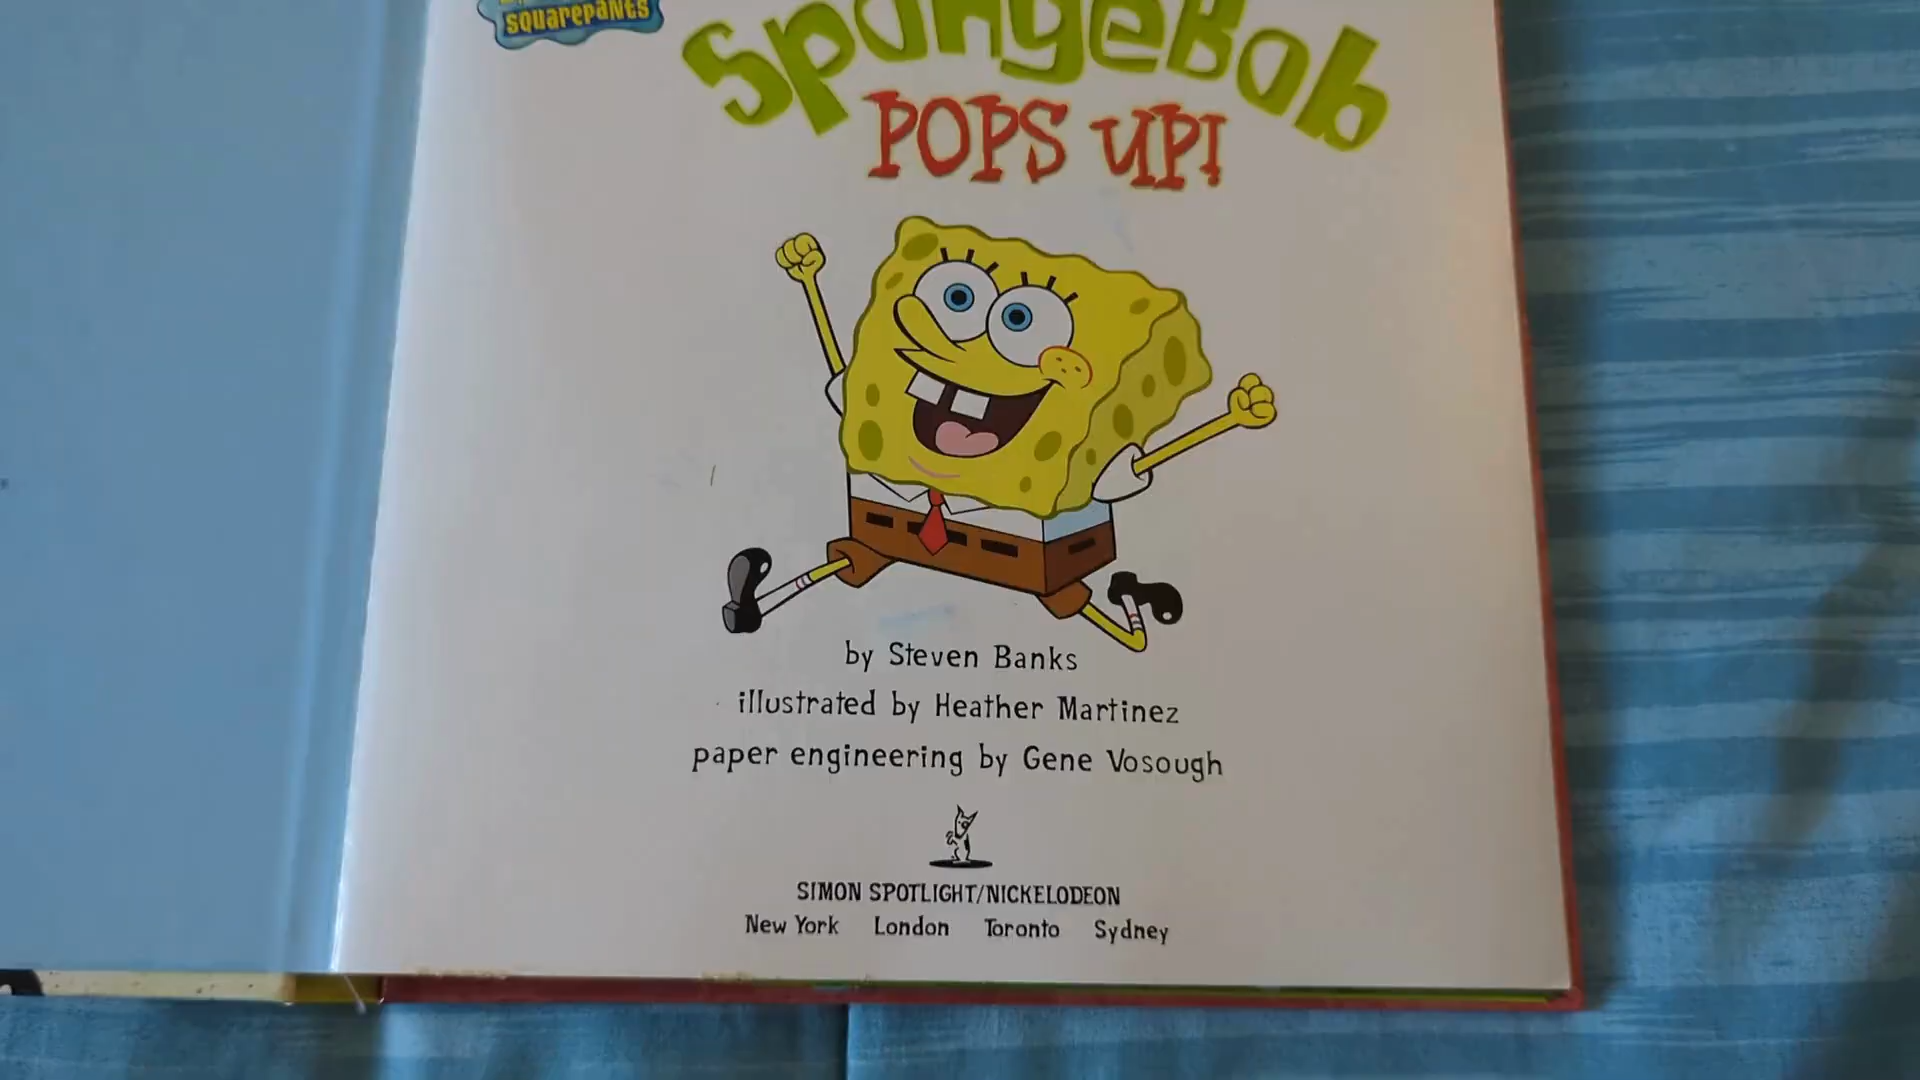 squarepants
SpongeBob
POPS UP!
by Steven Banks
illustrated by Heather Martinez
paper engineering by Gene Vosough
SIMON SPOTLIGHT/NICKELODEON
New York London Toronto Sydney